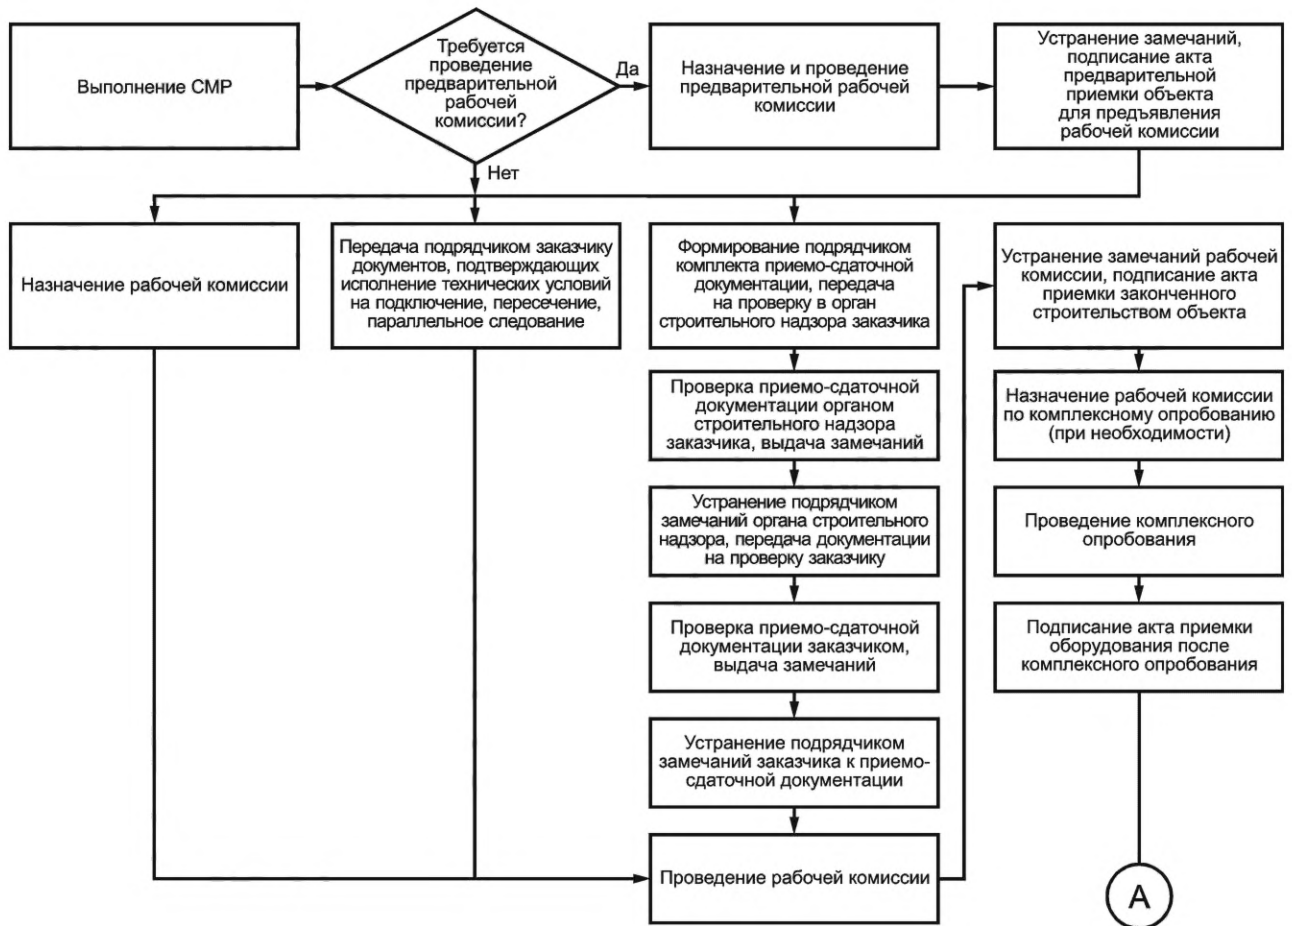 Выполнение СМР
Требуется
проведение
предварительной
рабочей
комиссии?
Да
Нет
Назначение и проведение
предварительной рабочей
комиссии
Устранение замечаний,
подписание акта
предварительной
приемки объекта
для предъявления
рабочей комиссии
Назначение рабочей комиссии
Передача подрядчиком заказчику
документов, подтверждающих
исполнение технических условий
на подключение, пересечение,
параллельное следование
Формирование подрядчиком
комплекта приемо-сдаточной
документации, передача
на проверку в орган
строительного надзора заказчика
Проверка приемо-сдаточной
документации органом
строительного надзора
заказчика, выдача замечаний
Устранение подрядчиком
замечаний органа строительного
надзора, передача документации
на проверку заказчику
Проверка приемо-сдаточной
документации заказчиком,
выдача замечаний
Устранение подрядчиком
замечаний заказчика к приемо-
сдаточной документации
Проведение рабочей комиссии
Устранение замечаний рабочей
комиссии, подписание акта
приемки законченного
строительством объекта
Назначение рабочей комиссии
по комплексному опробованию
(при необходимости)
Проведение комплексного
опробования
Подписание акта приемки
оборудования после
комплексного опробования
А